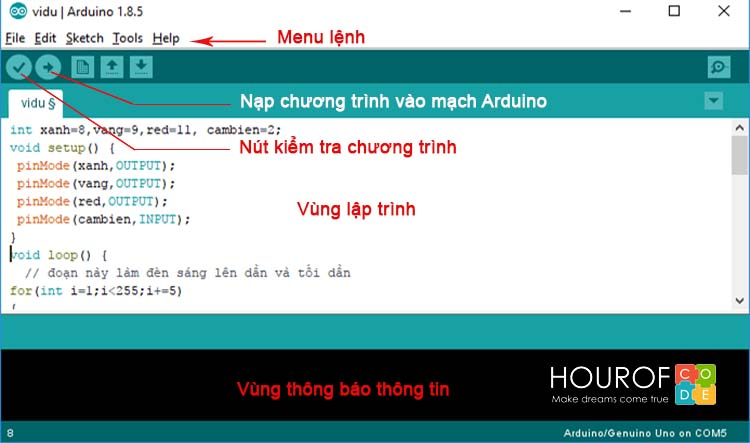 vidu | Arduino 1.8.5
File Edit Sketch Tools Help
Menu lệnh
Nạp chương trình vào mạch Arduino
vidu §
int xanh=8,vang=9,red=11, cambien=2;
Nút kiểm tra chương trình
void setup() {
pinMode(xanh,OUTPUT);
pinMode(vang,OUTPUT);
pinMode(red,OUTPUT);
Vùng lập trình
pinMode(cambien,INPUT);
}
void loop() {
// đoạn này làm đèn sáng lên dần và tối dần
for(int i=1;i<255;i+=5)
{
Vùng thông báo thông tin
HOUROF CODE
Make dreams come true
8
Arduino/Genuino Uno on COM5